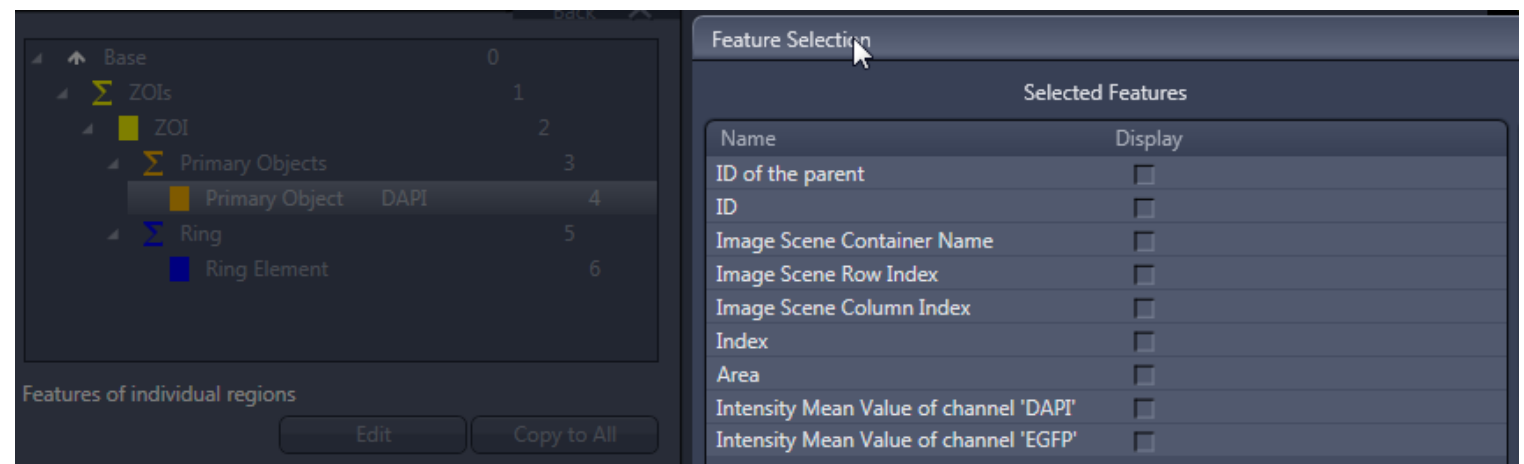 Back
Base 0
ZOIs 1
ZOI 2
Primary Objects 3
Primary Object DAPI 4
Ring 5
Ring Element 6
Features of individual regions
Edit Copy to All
Feature Selection
Selected Features
Name Display
ID of the parent
ID
Image Scene Container Name
Image Scene Row Index
Image Scene Column Index
Index
Area
Intensity Mean Value of channel 'DAPI'
Intensity Mean Value of channel 'EGFP'